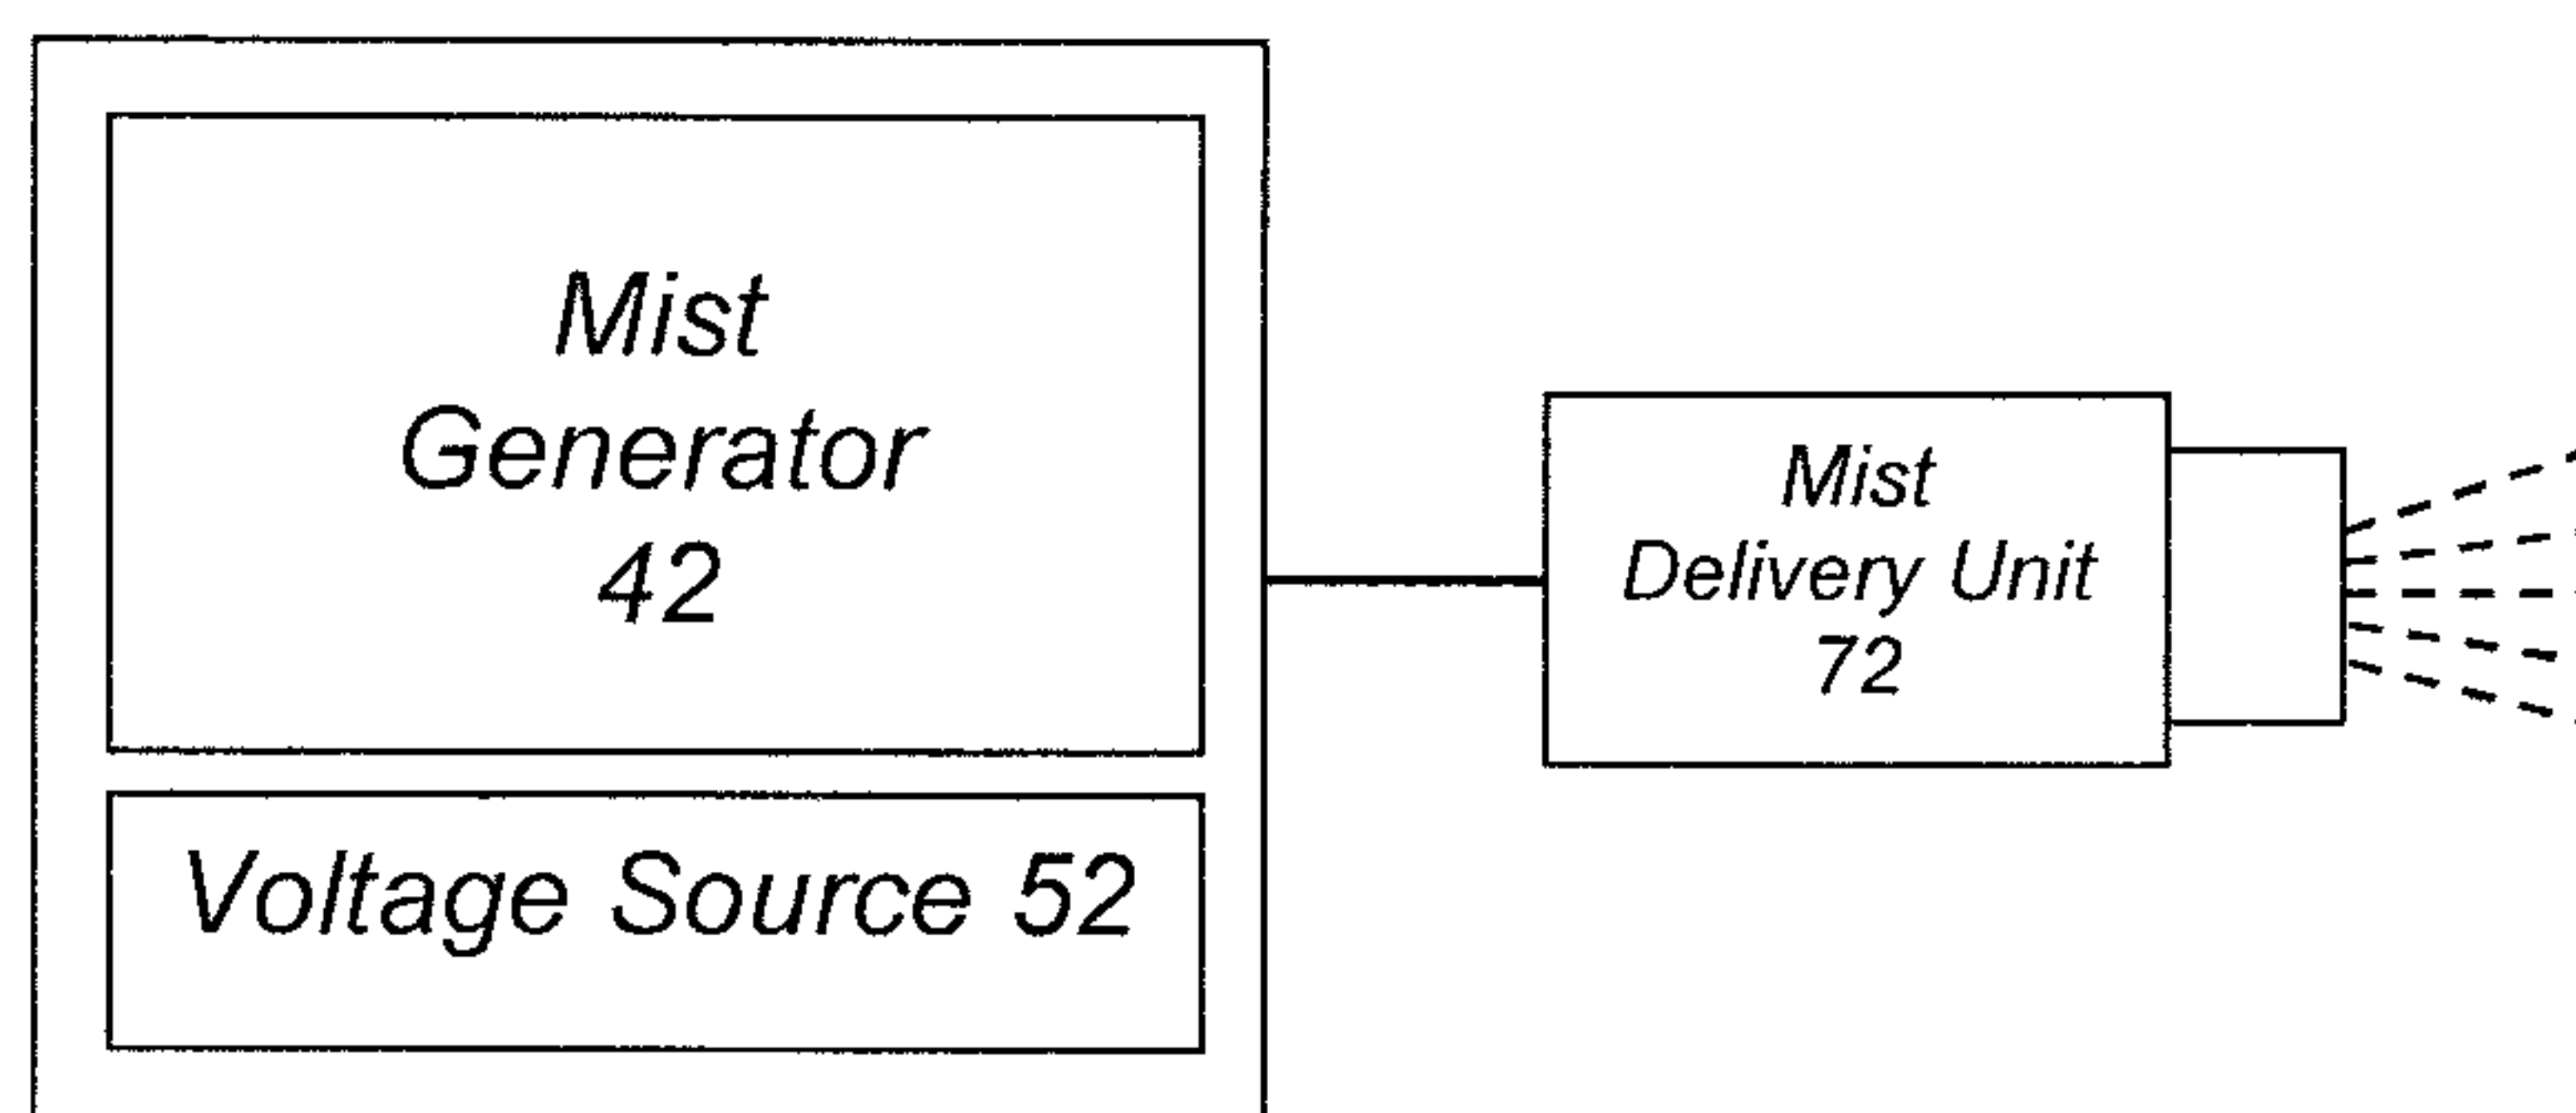 Mist
Generator
42
Voltage Source 52
Mist
Delivery Unit
72